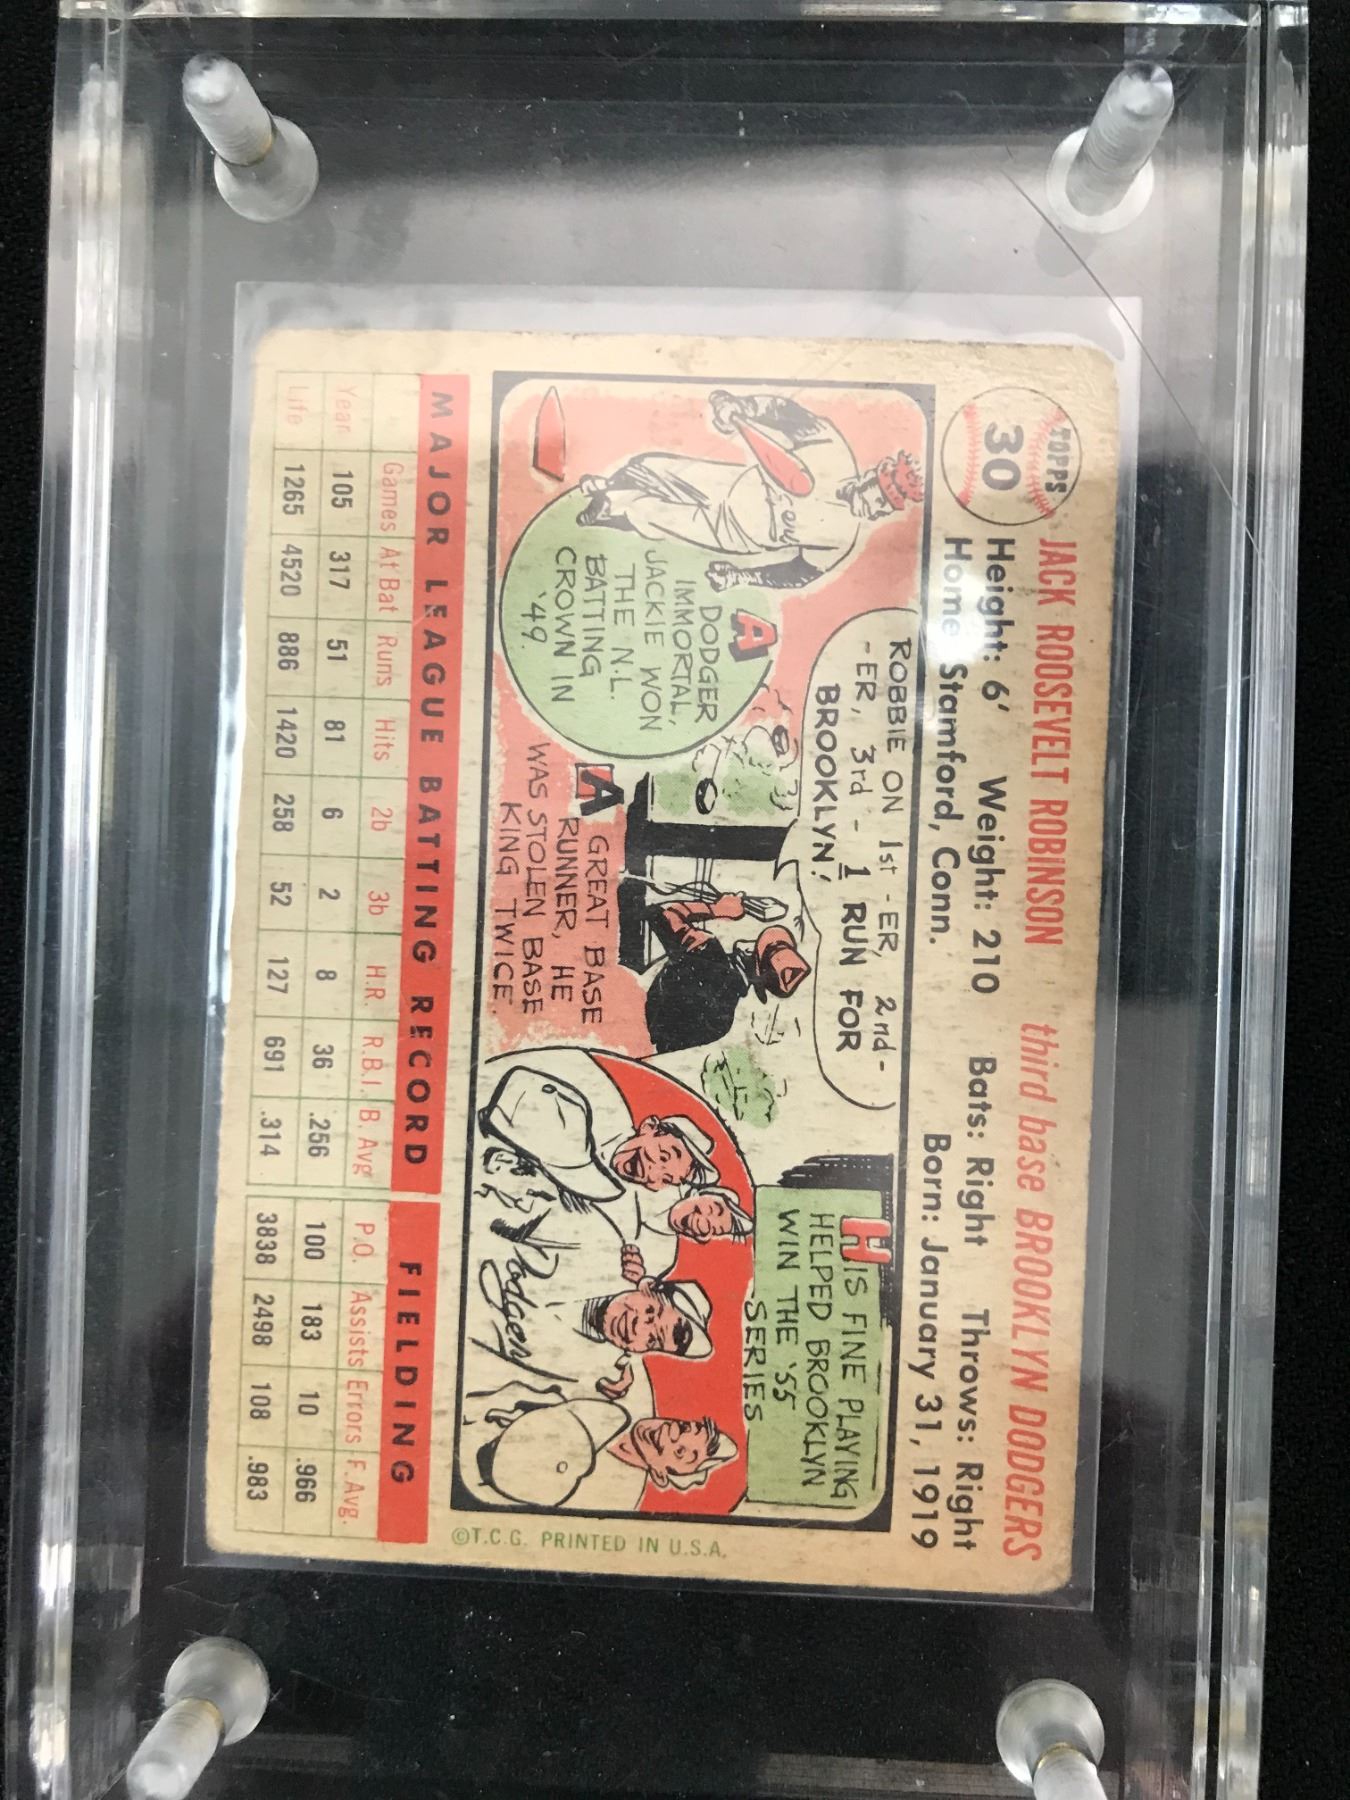 TOPPS
30
JACK ROOSEVELT ROBINSON third base BROOKLYN DODGERS
Height: 6' Weight: 210 Bats: Right Throws: Right
Home: Stamford, Conn. Born: January 31, 1919
A
DODGER
IMMORTAL,
JACKIE WON
THE N.L.
BATTING
CROWN IN
'49.
ROBBIE ON 1st-ER, 2nd-
-ER, 3rd - 1 RUN FOR
BROOKLYN!
A GREAT BASE
RUNNER, HE
WAS STOLEN BASE
KING TWICE.
HIS FINE PLAYING
HELPED BROOKLYN
WIN THE '55
SERIES
Dodgers
MAJOR LEAGUE BATTING RECORD FIELDING
Games At Bat Runs Hits 2b 3b H.R. R.B.I. B. Avg P.O. Assists Errors F. Avg.
Year 105 317 51 81 6 2 8 36 .256 100 183 10 .966
Life 1265 4520 886 1420 258 52 127 691 .314 3838 2498 108 .983
©T.C.G. PRINTED IN U.S.A.